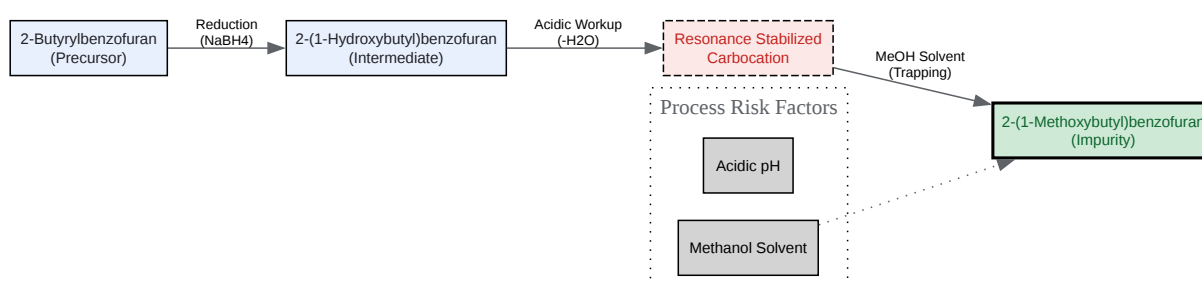 2-Butyrylbenzofuran
(Precursor)
Reduction
(NaBH4)
2-(1-Hydroxybutyl)benzofuran
(Intermediate)
Acidic Workup
(-H2O)
Resonance Stabilized
Carbocation
MeOH Solvent
(Trapping)
2-(1-Methoxybutyl)benzofuran
(Impurity)
Process Risk Factors
Acidic pH
Methanol Solvent